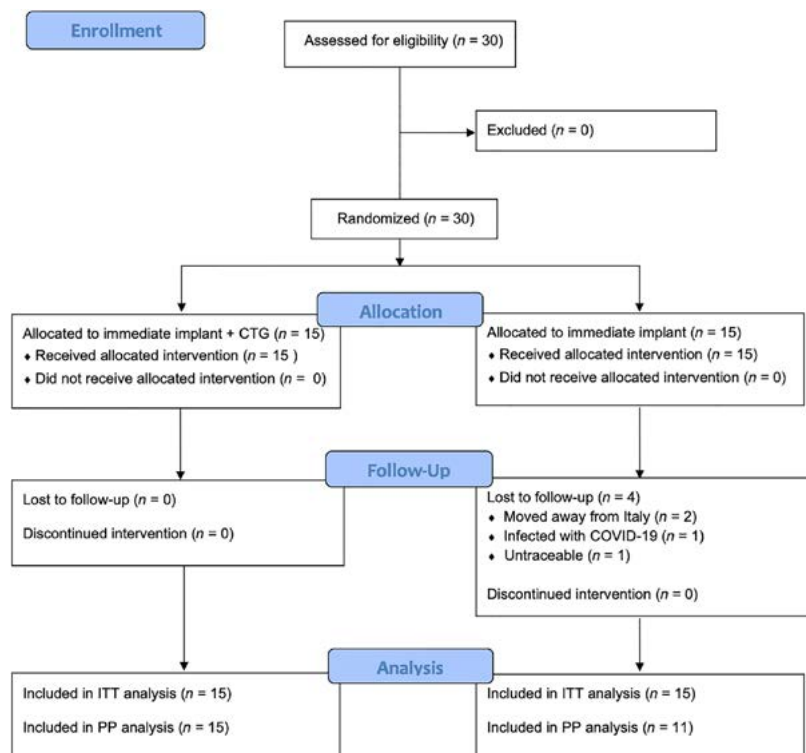 Enrollment
Assessed for eligibility (n = 30)
Excluded (n = 0)
Randomized (n = 30)
Allocation
Allocated to immediate implant + CTG (n = 15)
♦ Received allocated intervention (n = 15 )
♦ Did not receive allocated intervention (n = 0)
Allocated to immediate implant (n = 15)
♦ Received allocated intervention (n = 15)
♦ Did not receive allocated intervention (n = 0)
Follow-Up
Lost to follow-up (n = 0)
Discontinued intervention (n = 0)
Lost to follow-up (n = 4)
♦ Moved away from Italy (n = 2)
♦ Infected with COVID-19 (n = 1)
♦ Untraceable (n = 1)
Discontinued intervention (n = 0)
Analysis
Included in ITT analysis (n = 15)
Included in PP analysis (n = 15)
Included in ITT analysis (n = 15)
Included in PP analysis (n = 11)